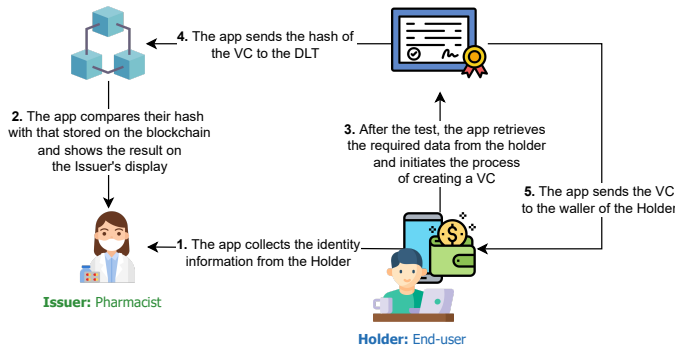 4. The app sends the hash of
the VC to the DLT
2. The app compares their hash
with that stored on the blockchain
and shows the result on
the Issuer's display
3. After the test, the app retrieves
the required data from the holder
and initiates the process
of creating a VC
5. The app sends the VC
to the waller of the Holder
1. The app collects the identity
information from the Holder
Issuer: Pharmacist
Holder: End-user